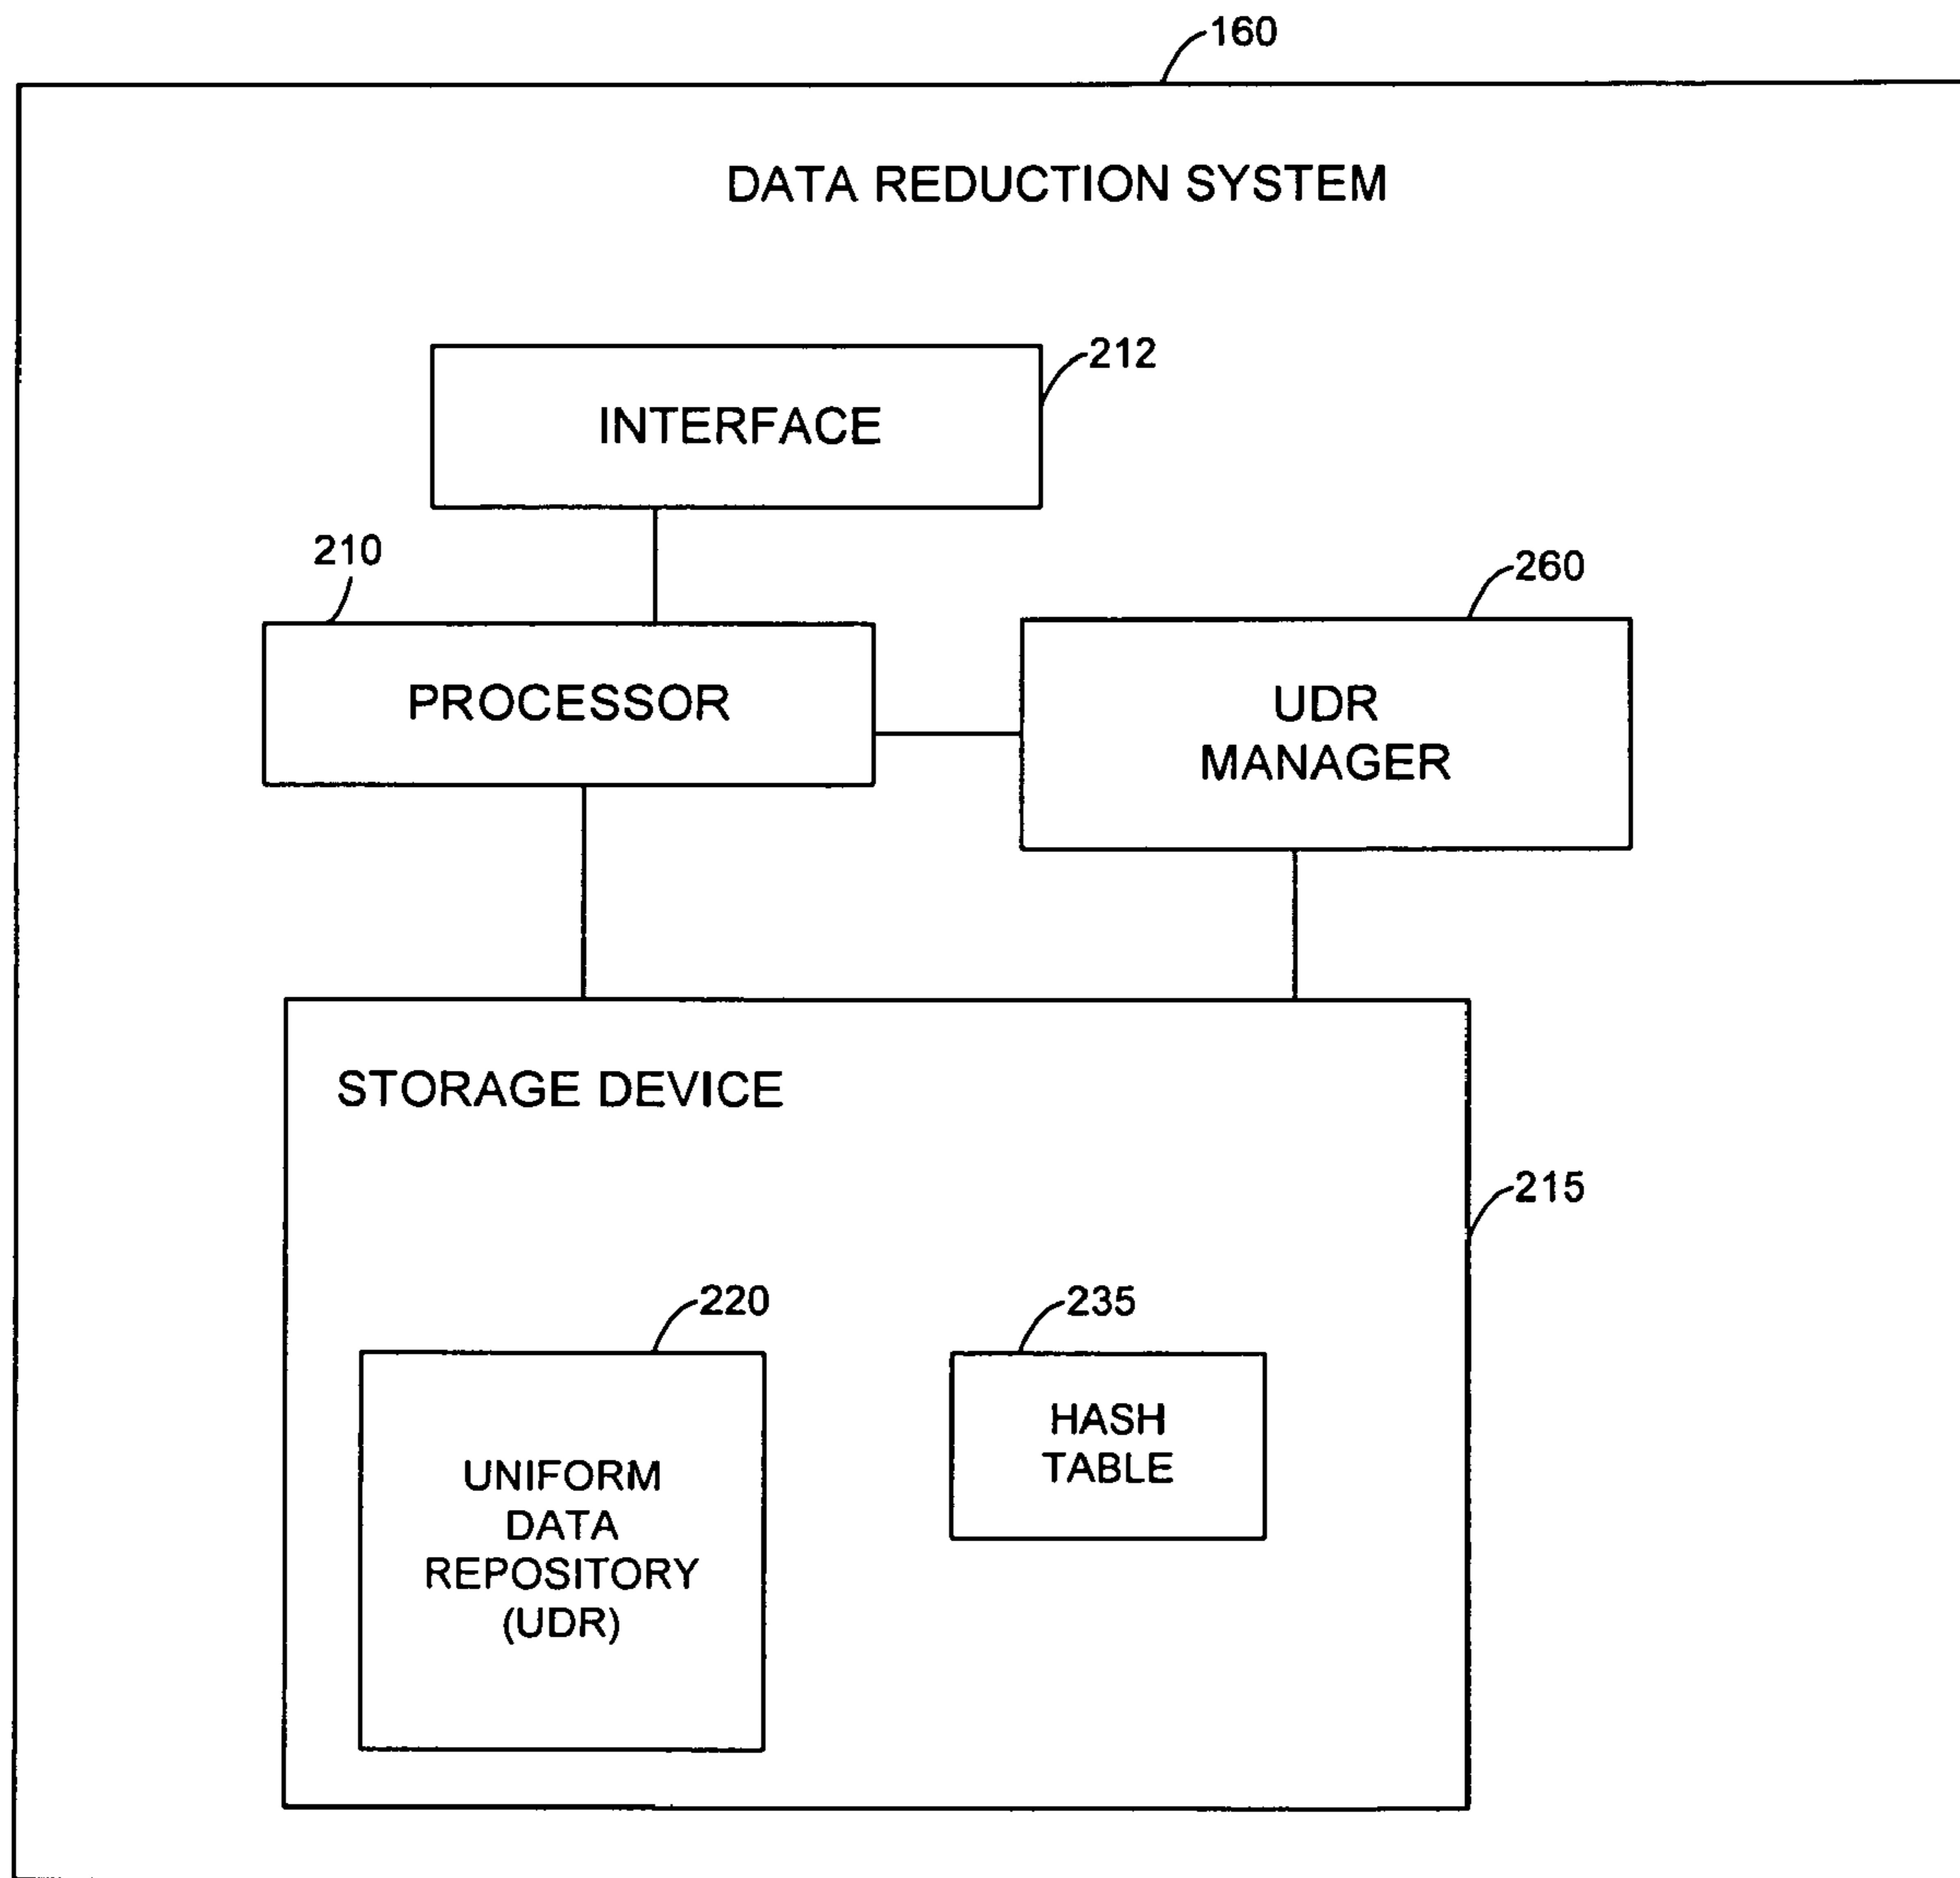 160
DATA REDUCTION SYSTEM
212
INTERFACE
210
260
PROCESSOR
UDR
MANAGER
STORAGE DEVICE
215
220
235
UNIFORM
DATA
REPOSITORY
(UDR)
HASH
TABLE